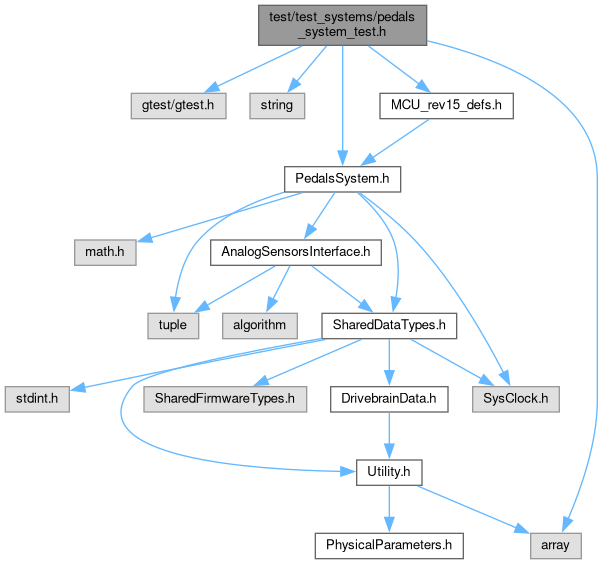 test/test_systems/pedals
_system_test.h
gtest/gtest.h
string
MCU_rev15_defs.h
PedalsSystem.h
math.h
AnalogSensorsInterface.h
tuple
algorithm
SharedDataTypes.h
stdint.h
SharedFirmwareTypes.h
DrivebrainData.h
SysClock.h
Utility.h
PhysicalParameters.h
array